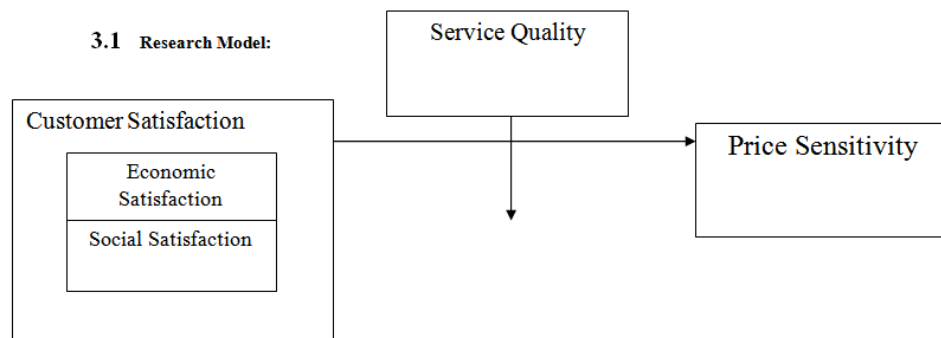 3.1 Research Model:
Service Quality
Customer Satisfaction
Economic
Satisfaction
Social Satisfaction
Price Sensitivity